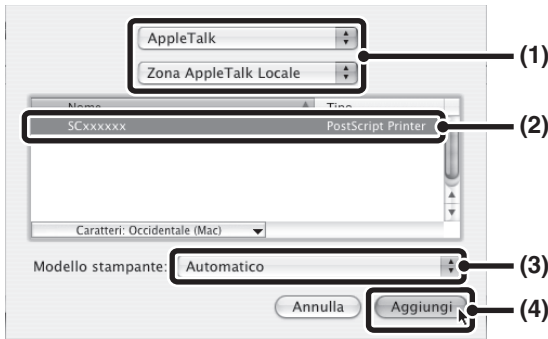 AppleTalk
(1)
Zona AppleTalk Locale
Nome Tipo
SCxxxxxx PostScript Printer (2)
Caratteri: Occidentale (Mac)
Modello stampante: Automatico (3)
Annulla Aggiungi (4)